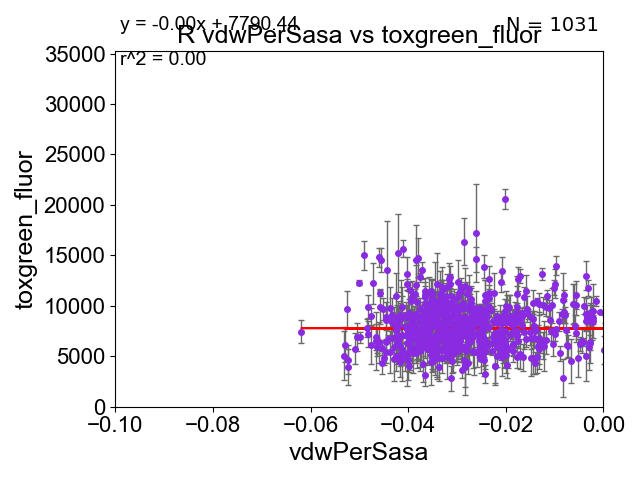 y = -0.00x + 7790.44
N = 1031
R vdwPerSasa vs toxgreen_fluor
r^2 = 0.00
35000
30000
25000
20000
15000
10000
5000
0
toxgreen_fluor
−0.10 −0.08 −0.06 −0.04 −0.02 0.00
vdwPerSasa